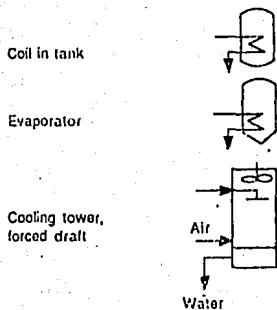 Coil in tank
Evaporator
Cooling tower,
forced draft
Air
Water